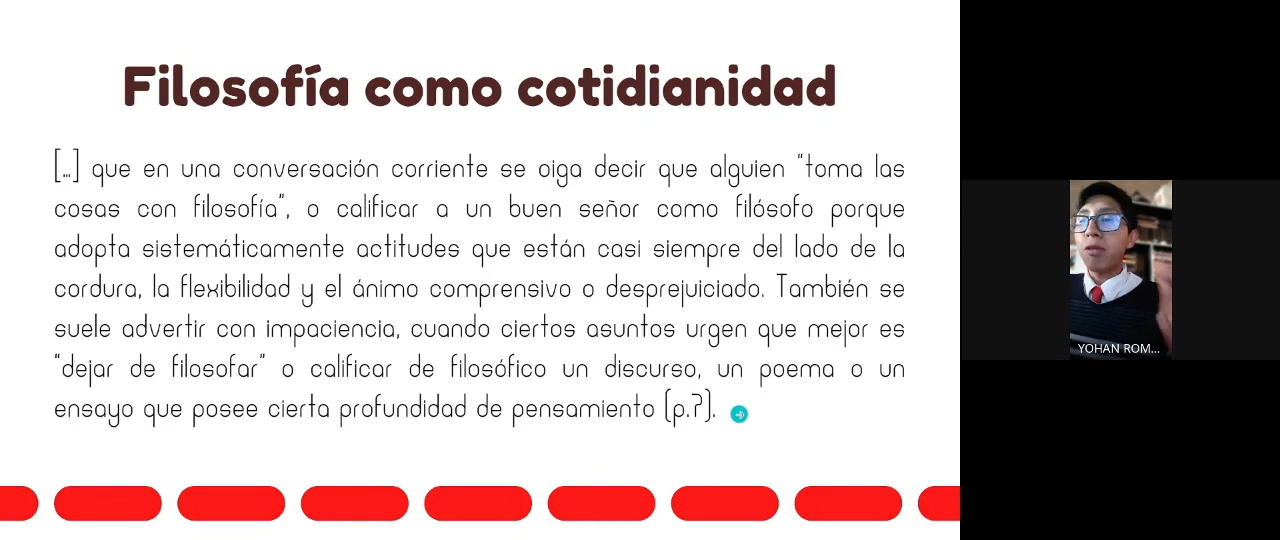 Filosofía como cotidianidad
[...] que en una conversación corriente se oiga decir que alguien "toma las
cosas con filosofía", o calificar a un buen señor como filósofo porque
adopta sistemáticamente actitudes que están casi siempre del lado de la
cordura, la flexibilidad y el ánimo comprensivo o desprejuiciado. También se
suele advertir con impaciencia, cuando ciertos asuntos urgen que mejor es
"dejar de filosofar" o calificar de filosófico un discurso, un poema o un
ensayo que posee cierta profundidad de pensamiento (p.7).
YOHAN ROM...